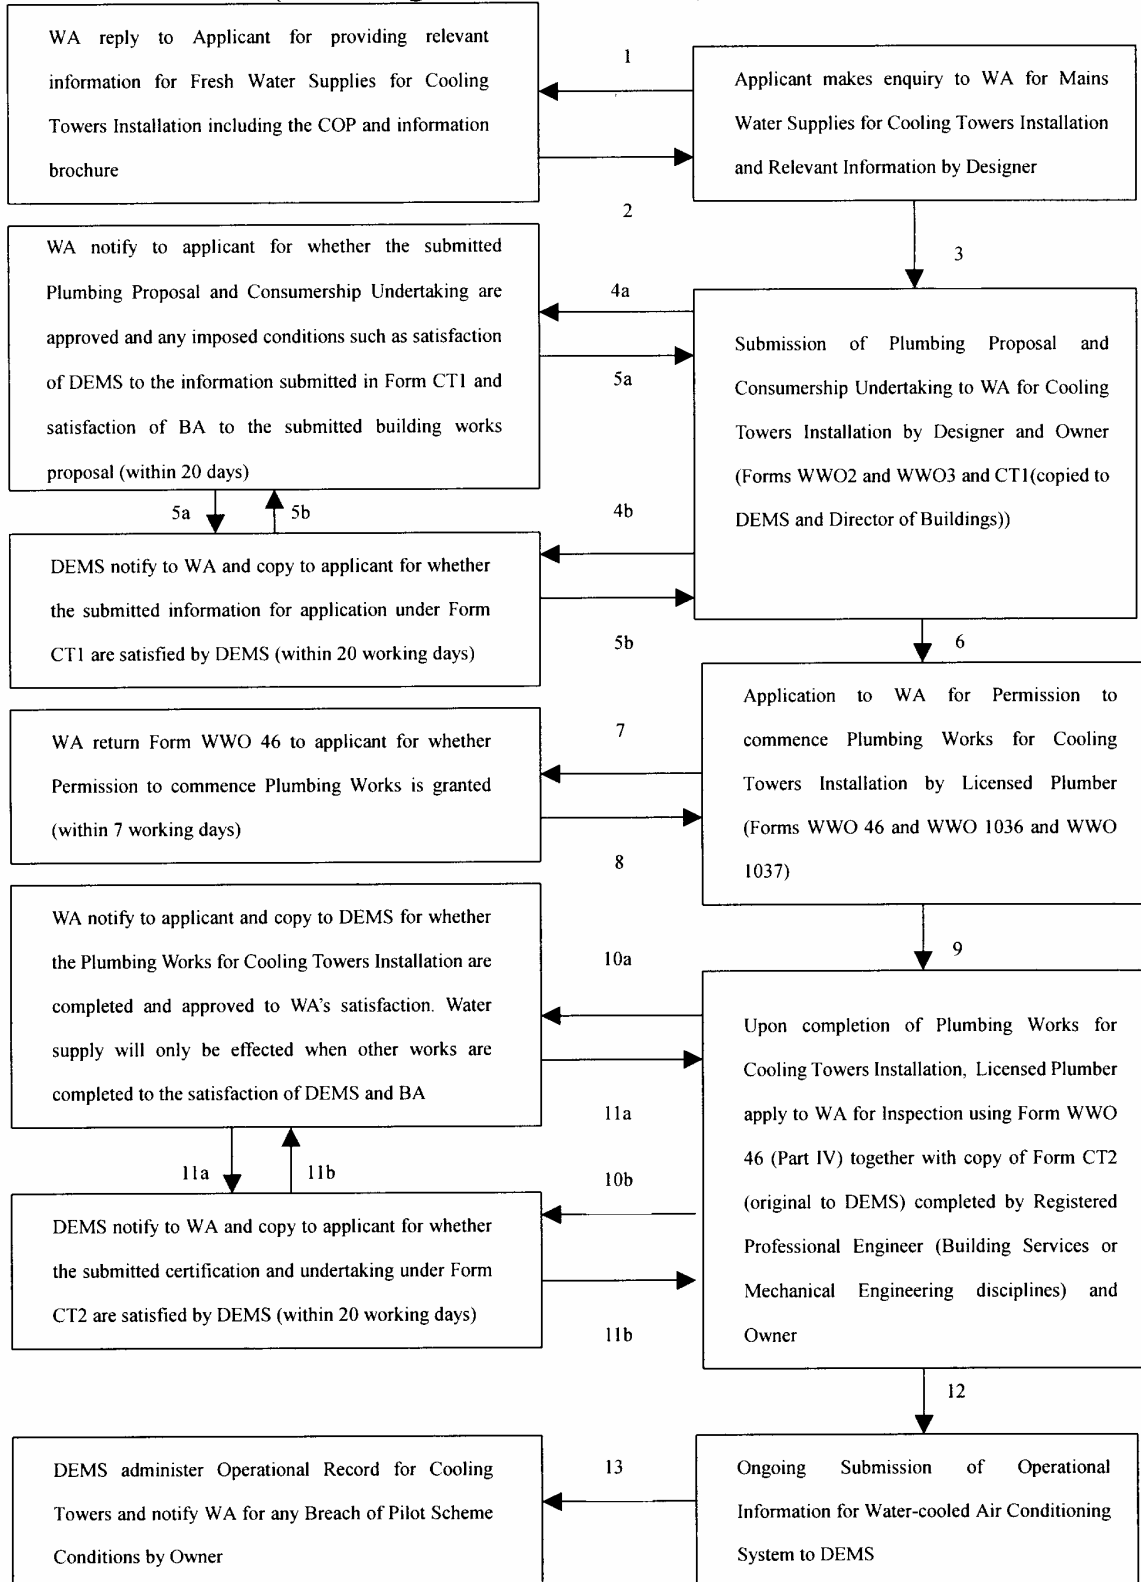 WA reply to Applicant for providing relevant
information for Fresh Water Supplies for Cooling
Towers Installation including the COP and information
brochure
1
Applicant makes enquiry to WA for Mains
Water Supplies for Cooling Towers Installation
and Relevant Information by Designer
2
3
WA notify to applicant for whether the submitted
Plumbing Proposal and Consumership Undertaking are
approved and any imposed conditions such as satisfaction
of DEMS to the information submitted in Form CT1 and
satisfaction of BA to the submitted building works
proposal (within 20 days)
4a
5a
Submission of Plumbing Proposal and
Consumership Undertaking to WA for Cooling
Towers Installation by Designer and Owner
(Forms WWO2 and WWO3 and CT1(copied to
DEMS and Director of Buildings))
5a
5b
4b
DEMS notify to WA and copy to applicant for whether
the submitted information for application under Form
CT1 are satisfied by DEMS (within 20 working days)
5b
6
WA return Form WWO 46 to applicant for whether
Permission to commence Plumbing Works is granted
(within 7 working days)
7
8
Application to WA for Permission to
commence Plumbing Works for Cooling
Towers Installation by Licensed Plumber
(Forms WWO 46 and WWO 1036 and WWO
1037)
9
WA notify to applicant and copy to DEMS for whether
the Plumbing Works for Cooling Towers Installation are
completed and approved to WA's satisfaction. Water
supply will only be effected when other works are
completed to the satisfaction of DEMS and BA
10a
11a
Upon completion of Plumbing Works for
Cooling Towers Installation, Licensed Plumber
apply to WA for Inspection using Form WWO
46 (Part IV) together with copy of Form CT2
(original to DEMS) completed by Registered
Professional Engineer (Building Services or
Mechanical Engineering disciplines) and
Owner
11a
11b
10b
DEMS notify to WA and copy to applicant for whether
the submitted certification and undertaking under Form
CT2 are satisfied by DEMS (within 20 working days)
11b
12
DEMS administer Operational Record for Cooling
Towers and notify WA for any Breach of Pilot Scheme
Conditions by Owner
13
Ongoing Submission of Operational
Information for Water-cooled Air Conditioning
System to DEMS